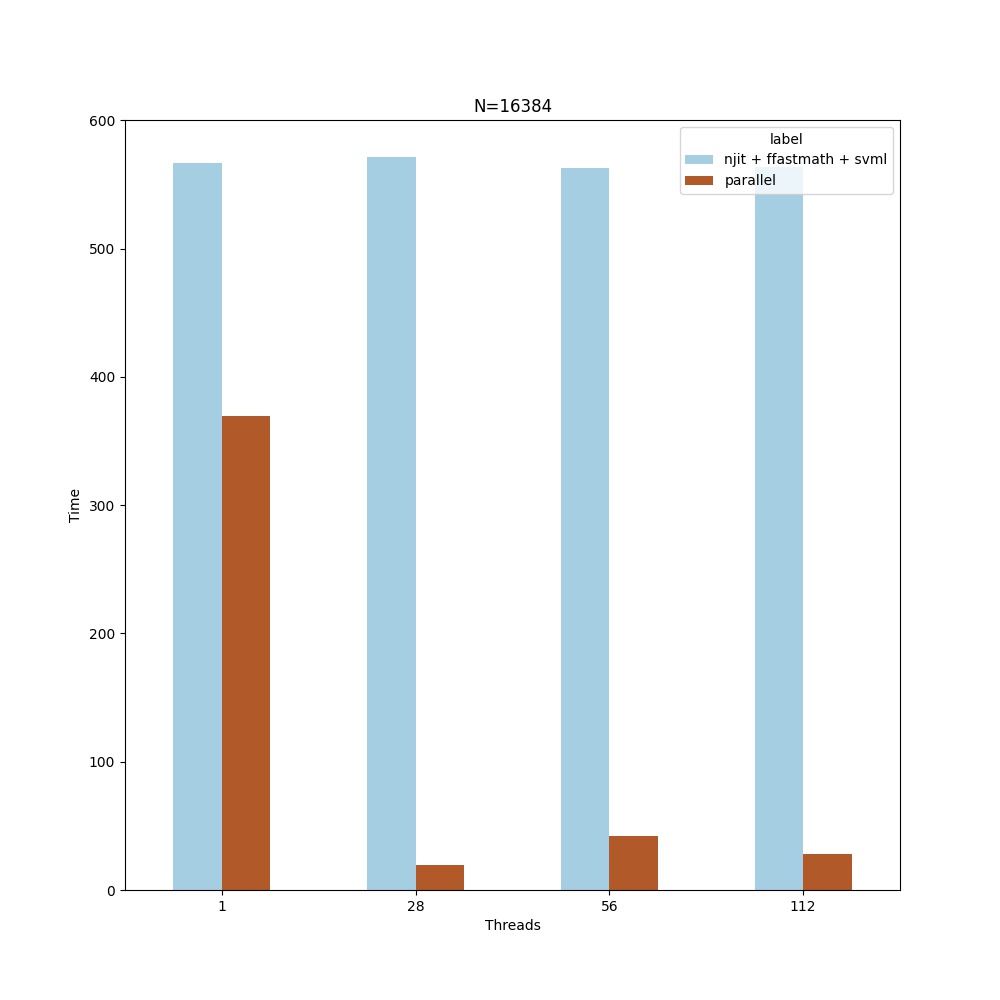 N=16384
600
label
njit + ffastmath + svml
parallel
500
400
300
200
100
0
Time
1 28 56 112
Threads